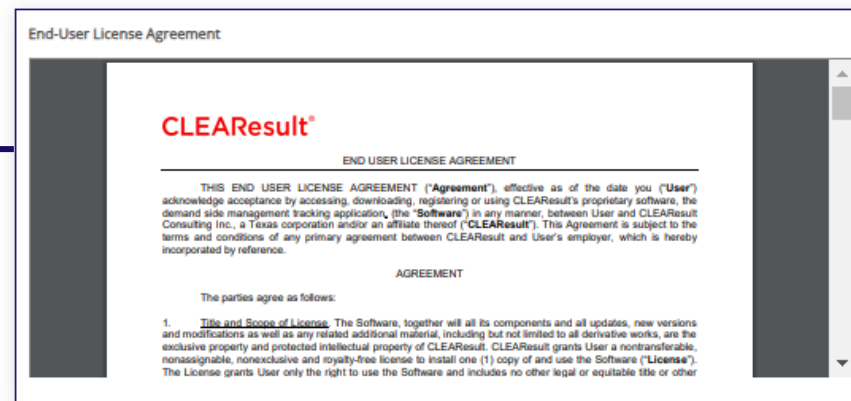 End-User License Agreement
CLEAResult®
END USER LICENSE AGREEMENT
THIS END USER LICENSE AGREEMENT ("Agreement"), effective as of the date you ("User")
acknowledge acceptance by accessing, downloading, registering or using CLEAResult's proprietary software, the
demand side management tracking application, (the "Software") in any manner, between User and CLEAResult
Consulting Inc., a Texas corporation and/or an affiliate thereof ("CLEAResult"). This Agreement is subject to the
terms and conditions of any primary agreement between CLEAResult and User's employer, which is hereby
incorporated by reference.
AGREEMENT
The parties agree as follows:
1. Title and Scope of License. The Software, together will all its components and all updates, new versions
and modifications as well as any related additional material, including but not limited to all derivative works, are the
exclusive property and protected intellectual property of CLEAResult. CLEAResult grants User a nontransferable,
nonassignable, nonexclusive and royalty-free license to install one (1) copy of and use the Software ("License").
The License grants User only the right to use the Software and includes no other legal or equitable title or other